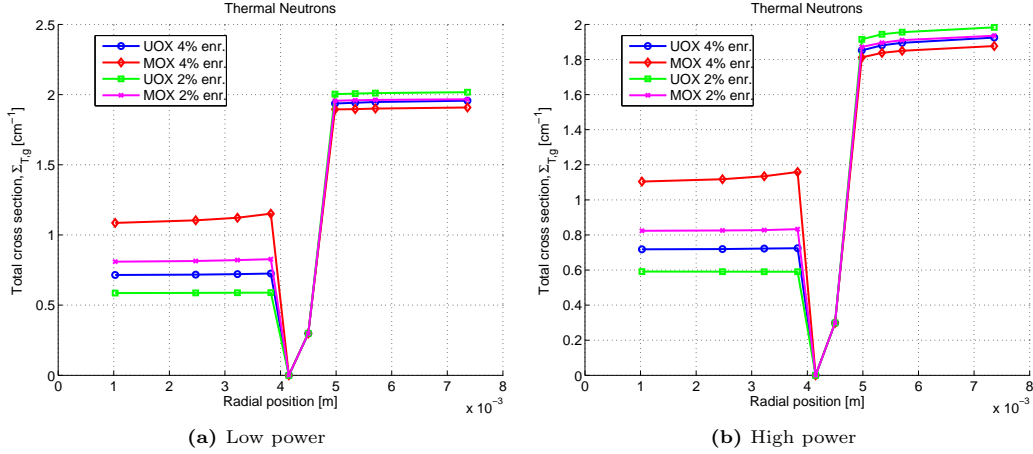 Thermal Neutrons
2.5
2
1.5
1
0.5
0
Total cross section, Σ_T,g [cm⁻¹]
UOX 4% enr.
MOX 4% enr.
UOX 2% enr.
MOX 2% enr.
0 1 2 3 4 5 6 7 8
Radial position [m]
x 10⁻³
(a) Low power
Thermal Neutrons
2
1.8
1.6
1.4
1.2
1
0.8
0.6
0.4
0.2
0
Total cross section, Σ_T,g [cm⁻¹]
UOX 4% enr.
MOX 4% enr.
UOX 2% enr.
MOX 2% enr.
0 1 2 3 4 5 6 7 8
Radial position [m]
x 10⁻³
(b) High power